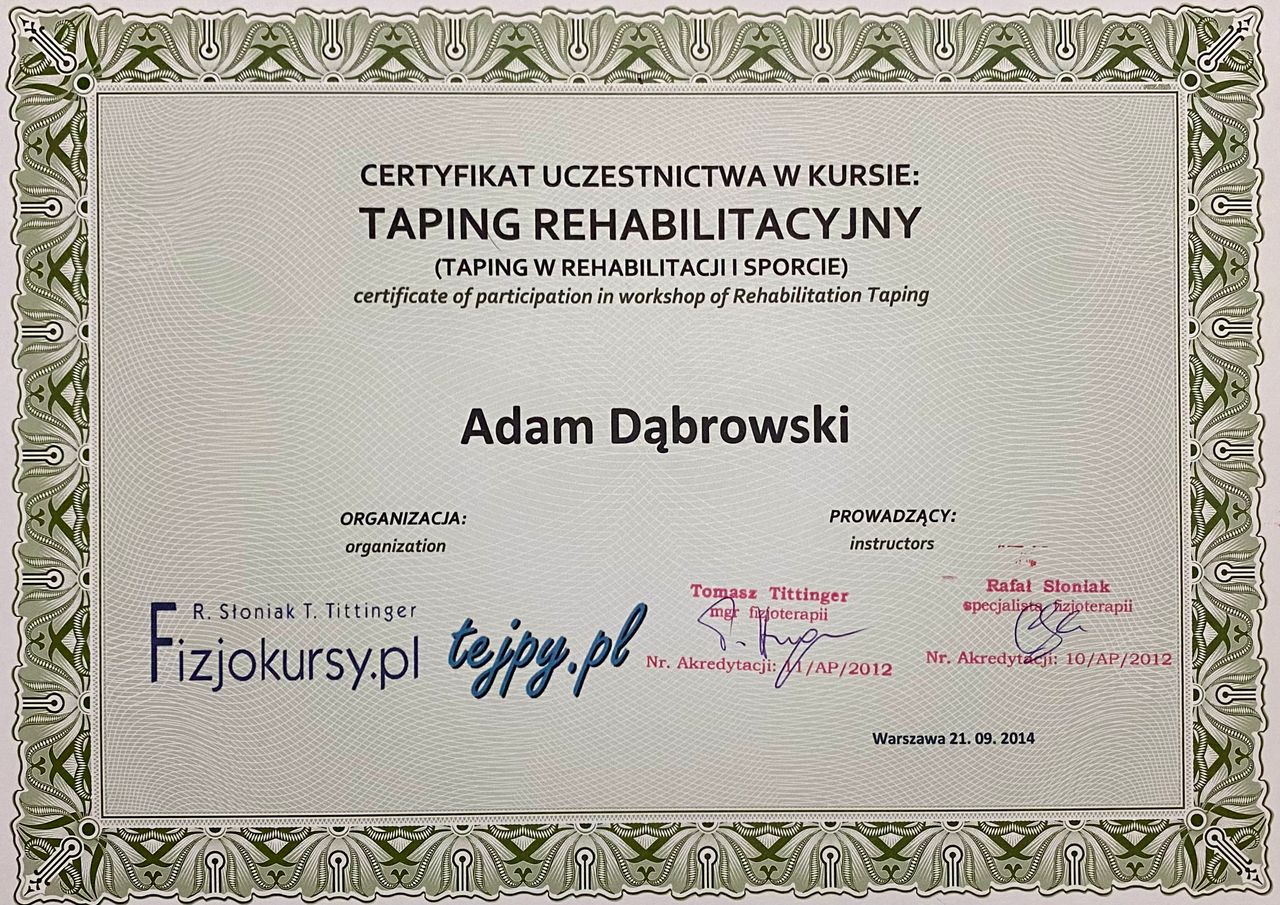 CERTYFIKAT UCZESTNICTWA W KURSIE:
TAPING REHABILITACYJNY
(TAPING W REHABILITACJI I SPORCIE)
certificate of participation in workshop of Rehabilitation Taping
Adam Dąbrowski
ORGANIZACJA:
organization
R. Słoniak T. Tittinger
Fizjokursy.pl
tejpy.pl
PROWADZĄCY:
instructors
Tomasz Tittinger
mgr fizjoterapii
Nr. Akredytacji: 11/AP/2012
Rafał Słoniak
specjalista fizjoterapii
Nr. Akredytacji: 10/AP/2012
Warszawa 21. 09. 2014